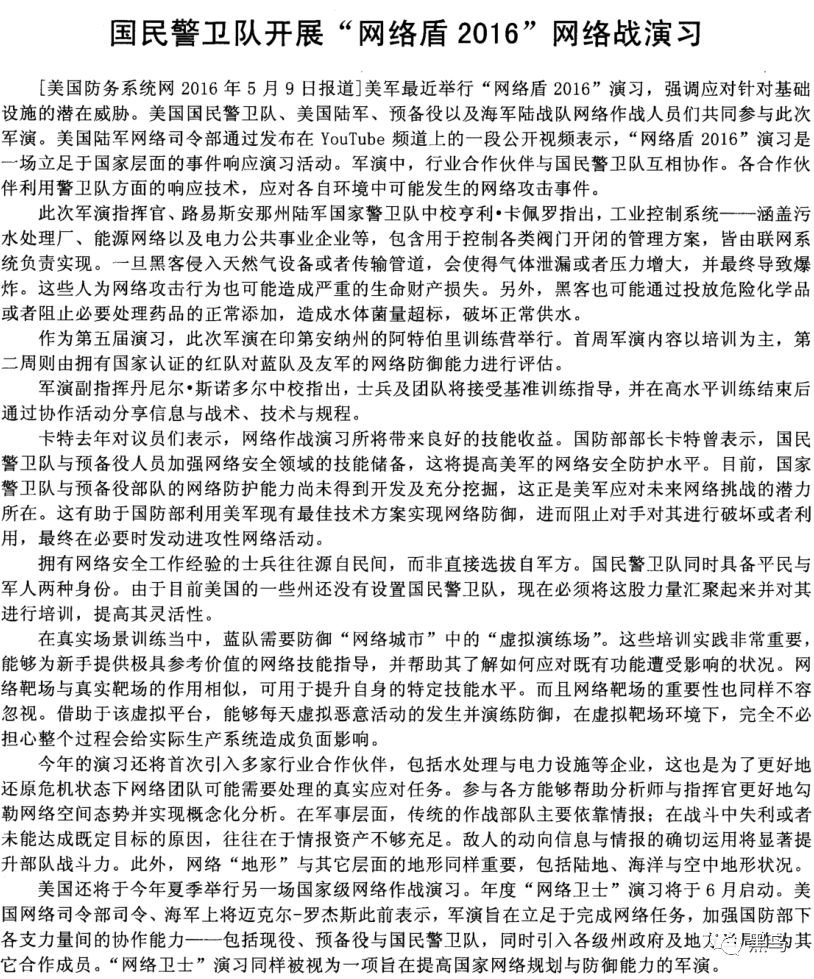 国民警卫队开展“网络盾 2016”网络战演习
[美国防务系统网 2016 年 5 月 9 日报道]美军最近举行“网络盾 2016”演习，强调应对针对基础
设施的潜在威胁。美国国民警卫队、美国陆军、预备役以及海军陆战队网络作战人员们共同参与此次
军演。美国陆军网络司令部通过发布在 YouTube 频道上的一段公开视频表示，“网络盾 2016”演习是
一场立足于国家层面的事件响应演习活动。军演中，行业合作伙伴与国民警卫队互相协作。各合作伙
伴利用警卫队方面的响应技术，应对各自环境中可能发生的网络攻击事件。
此次军演指挥官、路易斯安那州陆军国家警卫队中校亨利•卡佩罗指出，工业控制系统——涵盖污
水处理厂、能源网络以及电力公共事业企业等，包含用于控制各类阀门开闭的管理方案，皆由联网系
统负责实现。一旦黑客侵入天然气设备或者传输管道，会使得气体泄漏或者压力增大，并最终导致爆
炸。这些人为网络攻击行为也可能造成严重的生命财产损失。另外，黑客也可能通过投放危险化学品
或者阻止必要处理药品的正常添加，造成水体菌量超标，破坏正常供水。
作为第五届演习，此次军演在印第安纳州的阿特伯里训练营举行。首周军演内容以培训为主，第
二周则由拥有国家认证的红队对蓝队及友军的网络防御能力进行评估。
军演副指挥丹尼尔•斯诺多尔中校指出，士兵及团队将接受基准训练指导，并在高水平训练结束后
通过协作活动分享信息与战术、技术与规程。
卡特去年对议员们表示，网络作战演习所将带来良好的技能收益。国防部部长卡特曾表示，国民
警卫队与预备役人员加强网络安全领域的技能储备，这将提高美军的网络安全防护水平。目前，国家
警卫队与预备役部队的网络防护能力尚未得到开发及充分挖掘，这正是美军应对未来网络挑战的潜力
所在。这有助于国防部利用美军现有最佳技术方案实现网络防御，进而阻止对手对其进行破坏或者利
用，最终在必要时发动进攻性网络活动。
拥有网络安全工作经验的士兵往往源自民间，而非直接选拔自军方。国民警卫队同时具备平民与
军人两种身份。由于目前美国的一些州还没有设置国民警卫队，现在必须将这股力量汇聚起来并对其
进行培训，提高其灵活性。
在真实场景训练当中，蓝队需要防御“网络城市”中的“虚拟演练场”。这些培训实践非常重要，
能够为新手提供极具参考价值的网络技能指导，并帮助其了解如何应对既有功能遭受影响的状况。网
络靶场与真实靶场的作用相似，可用于提升自身的特定技能水平。而且网络靶场的重要性也同样不容
忽视。借助于该虚拟平台，能够每天虚拟恶意活动的发生并演练防御，在虚拟靶场环境下，完全不必
担心整个过程会给实际生产系统造成负面影响。
今年的演习还将首次引入多家行业合作伙伴，包括水处理与电力设施等企业，这也是为了更好地
还原危机状态下网络团队可能需要处理的真实应对任务。参与各方能够帮助分析师与指挥官更好地勾
勒网络空间态势并实现概念化分析。在军事层面，传统的作战部队主要依靠情报；在战斗中失利或者
未能达成既定目标的原因，往往在于情报资产不够充足。敌人的动向信息与情报的确切运用将显著提
升部队战斗力。此外，网络“地形”与其它层面的地形同样重要，包括陆地、海洋与空中地形状况。
美国还将于今年夏季举行另一场国家级网络作战演习。年度“网络卫士”演习将于 6 月启动。美
国网络司令部司令、海军上将迈克尔-罗杰斯此前表示，军演旨在立足于完成网络任务，加强国防部下
各支力量间的协作能力——包括现役、预备役与国民警卫队，同时引入各级州政府及地方 为其
它合作成员。“网络卫士”演习同样被视为一项旨在提高国家网络规划与防御能力的军演。
黑鸟